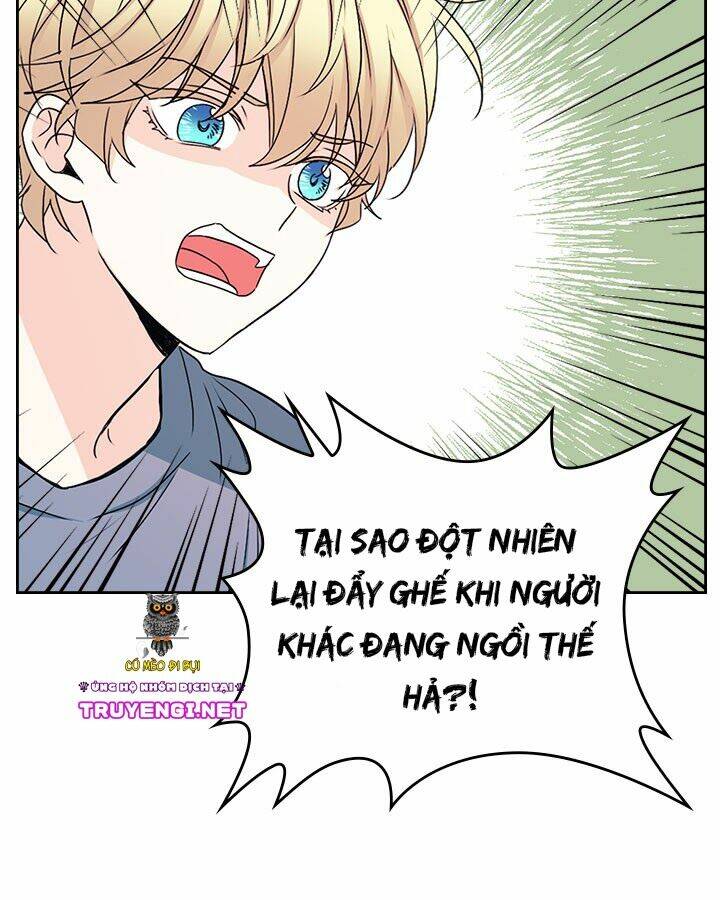 TẠI SAO ĐỘT NHIÊN
LẠI ĐẨY GHẾ KHI NGƯỜI
KHÁC ĐANG NGỒI THẾ
HẢ?!
CÚ MÈO ĐI BỤI
ỦNG HỘ NHÓM DỊCH TẠI
TRUYENGI.NET